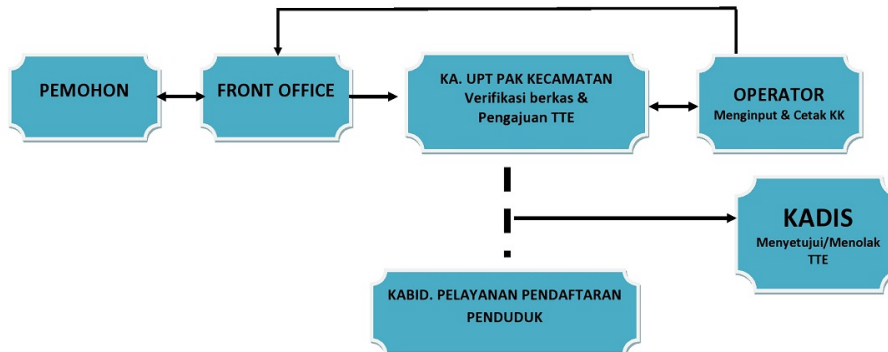 PEMOHON
FRONT OFFICE
KA. UPT PAK KECAMATAN
Verifikasi berkas &
Pengajuan TTE
OPERATOR
Menginput & Cetak KK
KADIS
Menyetujui/Menolak
TTE
KABID. PELAYANAN PENDAFTARAN
PENDUDUK